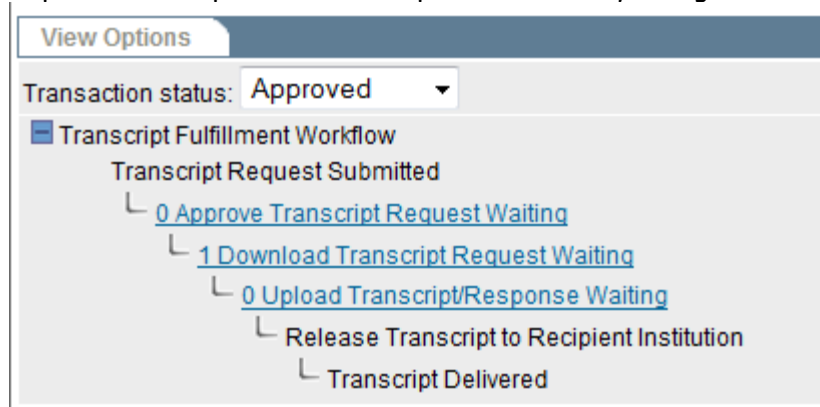 View Options
Transaction status: Approved
Transcript Fulfillment Workflow
Transcript Request Submitted
0 Approve Transcript Request Waiting
1 Download Transcript Request Waiting
0 Upload Transcript/Response Waiting
Release Transcript to Recipient Institution
Transcript Delivered